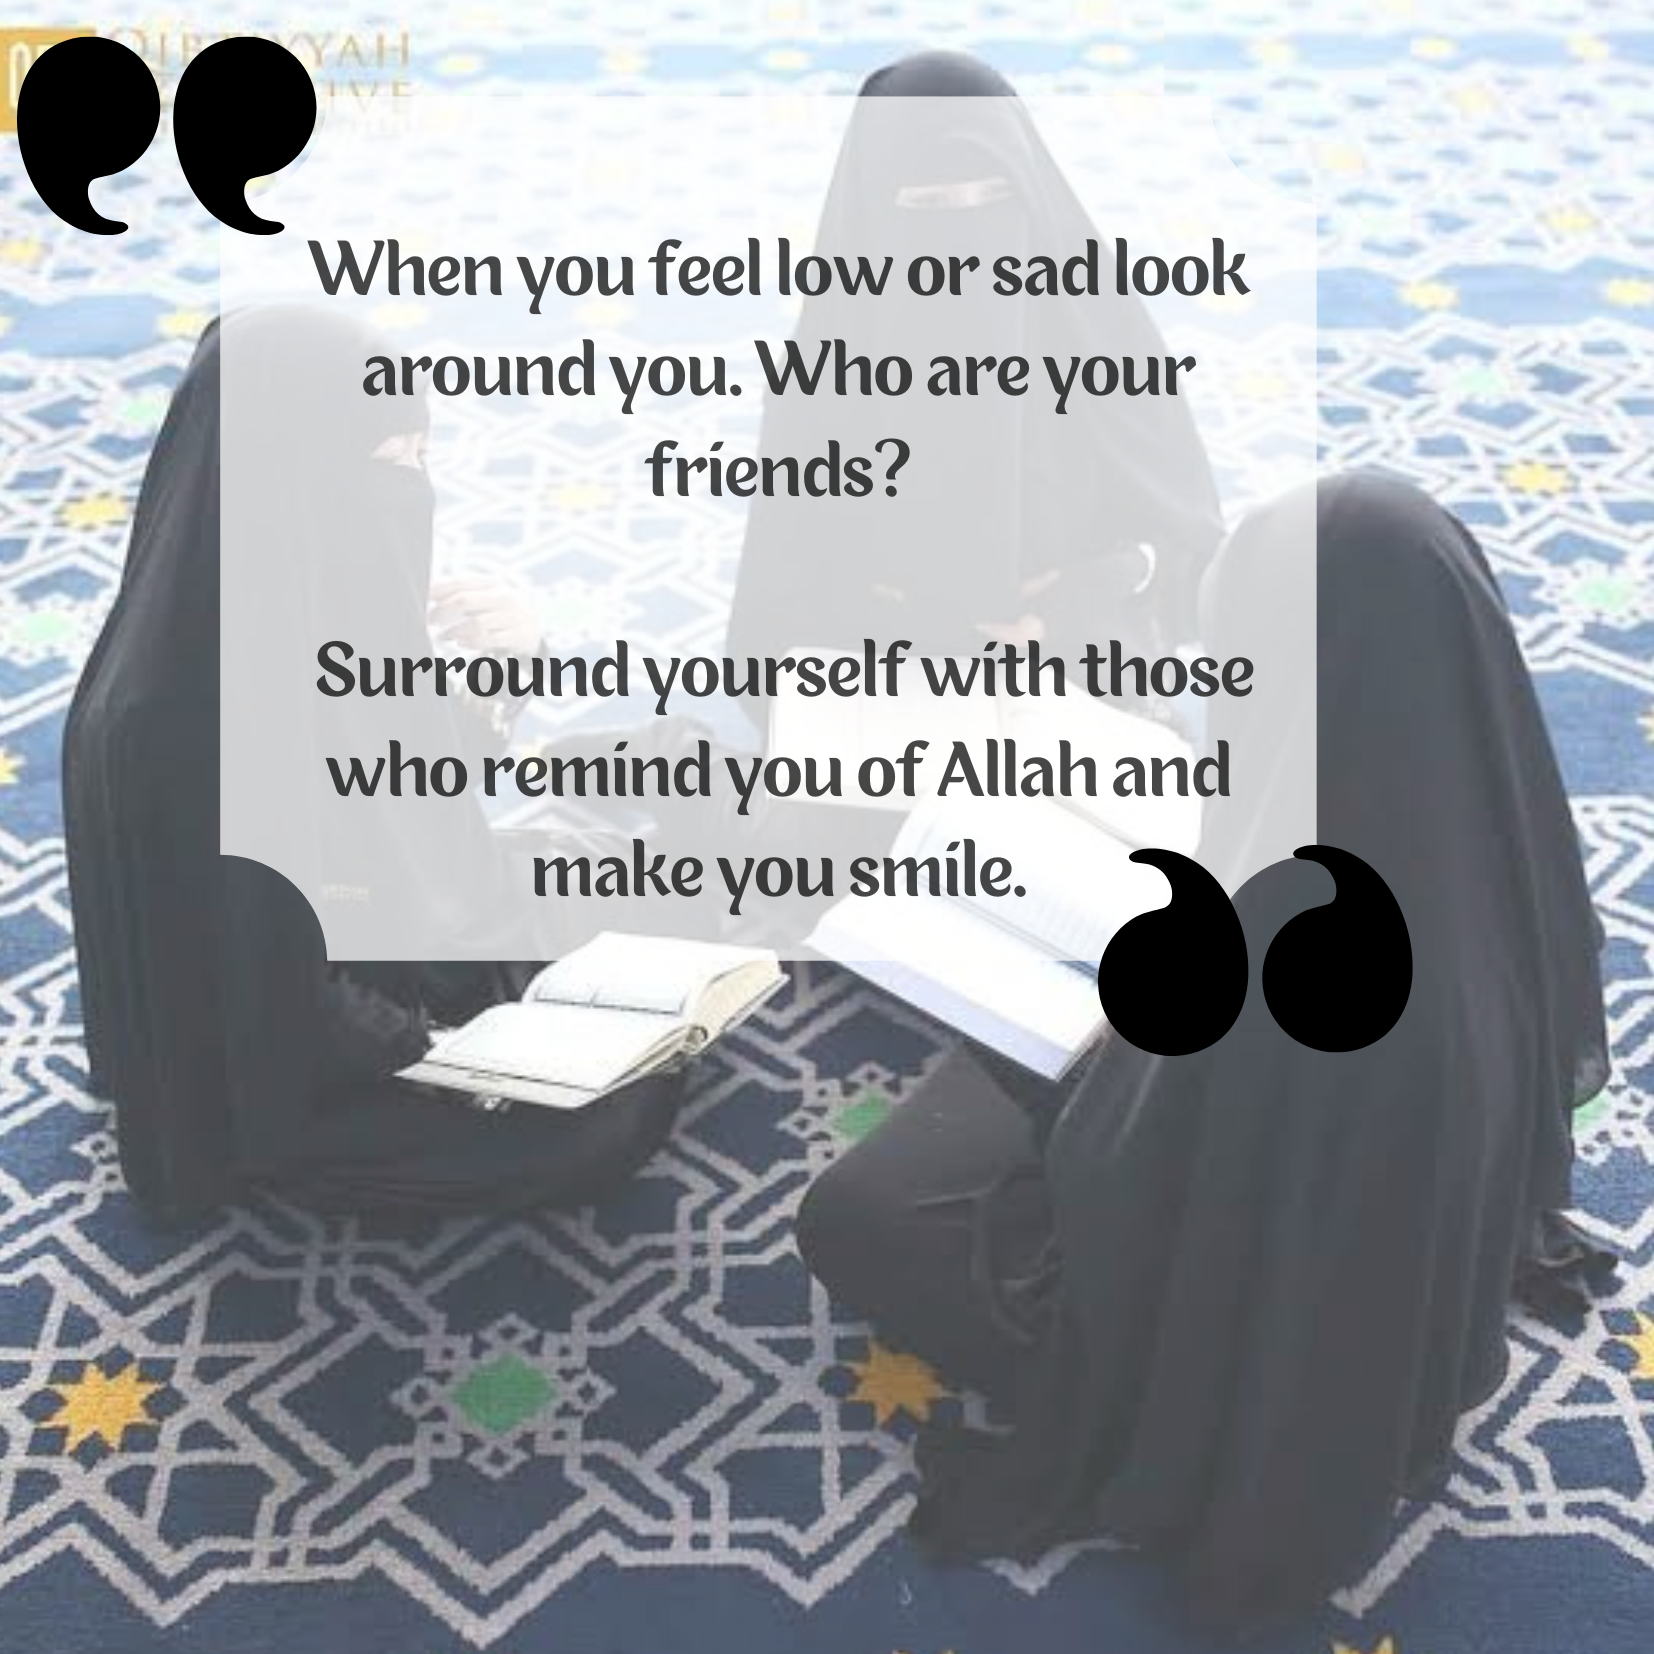 When you feel low or sad look
around you. Who are your
friends?
Surround yourself with those
who remind you of Allah and
make you smile.